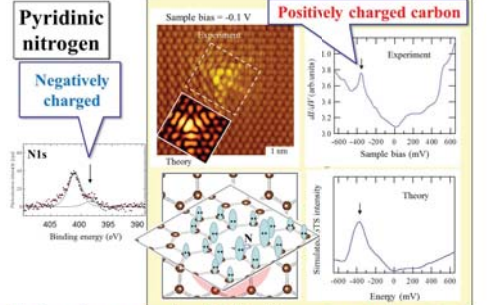 Pyridinic
nitrogen
Negatively
charged
N1s
405 400 395 390
Binding energy (eV)
Sample bias = -0.1 V
Experiment
Theory
1 nm
N
Positively charged carbon
Experiment
dI/dV (arb.units)
-600 -400 -200 0 200 400 600
Sample bias (mV)
Theory
Simulated STS intensity
-600 -400 -200 0 200 400 600
Energy (meV)